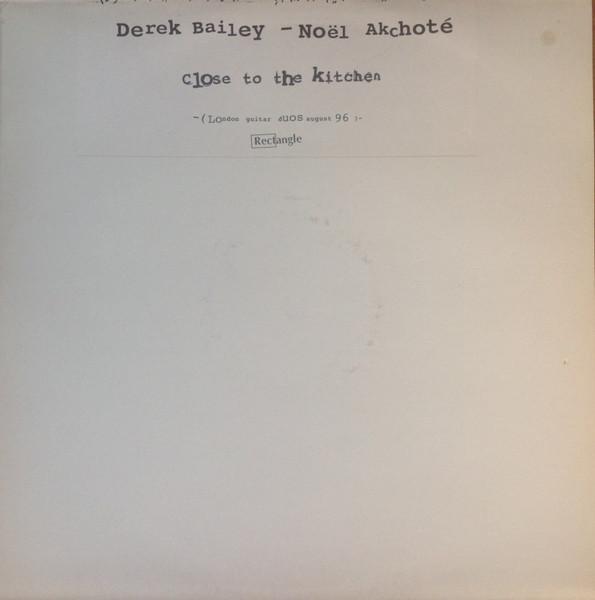 Derek Bailey - Noël Akchoté
close to the kitchen
-(London guitar duos august 96 )-
Rectangle